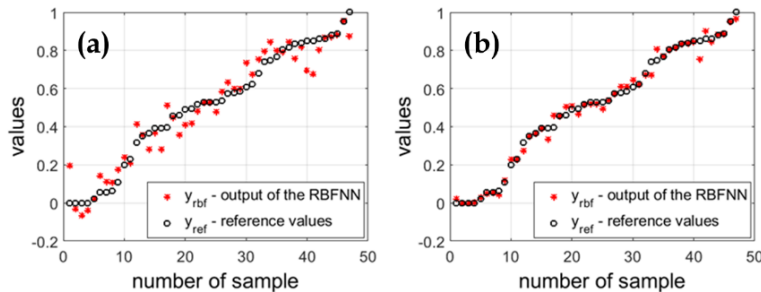 (a)
1
0.8
0.6
0.4
0.2
0
-0.2
values
0
10
20
30
40
50
number of sample
y_rbf - output of the RBFNN
y_ref - reference values
(b)
1
0.8
0.6
0.4
0.2
0
-0.2
values
0
10
20
30
40
50
number of sample
y_rbf - output of the RBFNN
y_ref - reference values